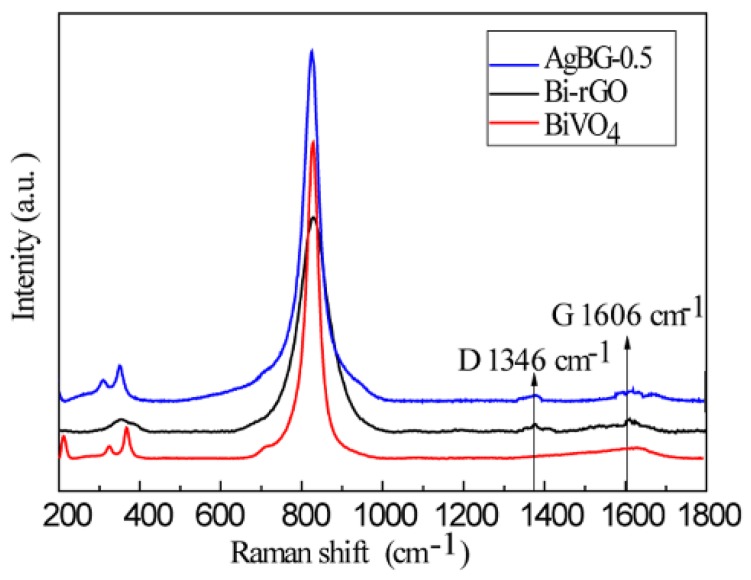 AgBG-0.5
Bi-rGO
BiVO4
G 1606 cm-1
D 1346 cm-1
Intenity (a.u. )
200 400 600 800 1000 1200 1400 1600 1800
Raman shift (cm-1)